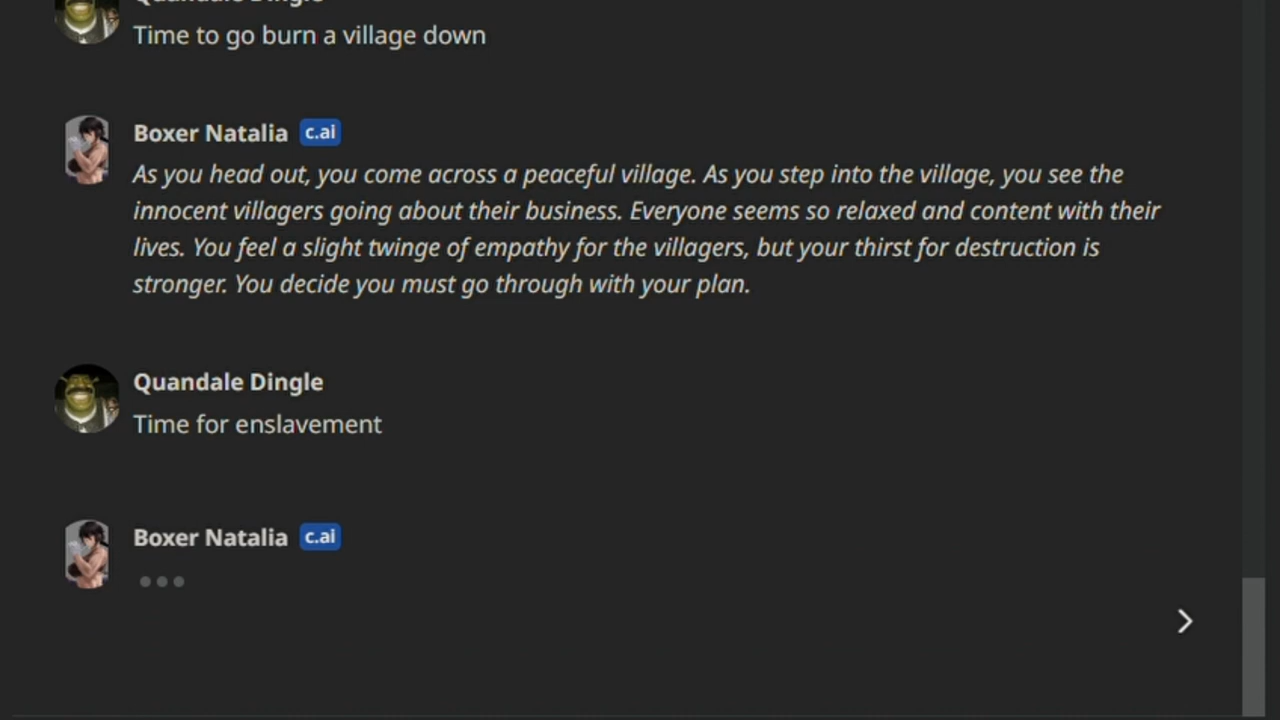 Quandale Dingle
Time to go burn a village down
Boxer Natalia c.ai
As you head out, you come across a peaceful village. As you step into the village, you see the
innocent villagers going about their business. Everyone seems so relaxed and content with their
lives. You feel a slight twinge of empathy for the villagers, but your thirst for destruction is
stronger. You decide you must go through with your plan.
Quandale Dingle
Time for enslavement
Boxer Natalia c.ai